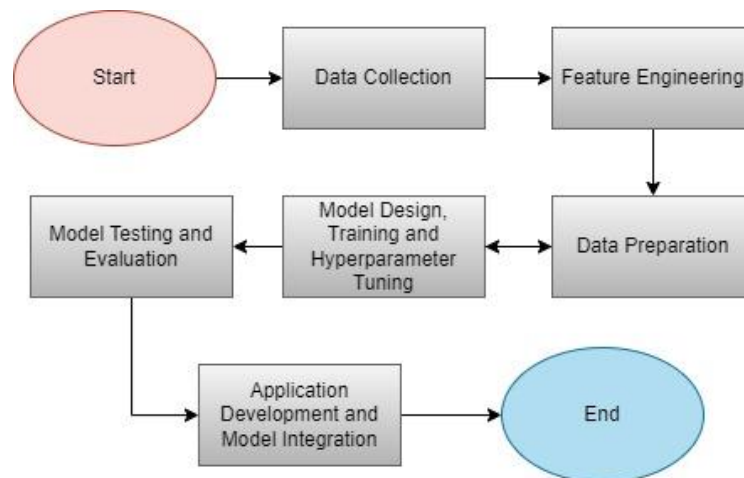 Start
Data Collection
Feature Engineering
Model Testing and
Evaluation
Model Design,
Training and
Hyperparameter
Tuning
Data Preparation
Application
Development and
Model Integration
End